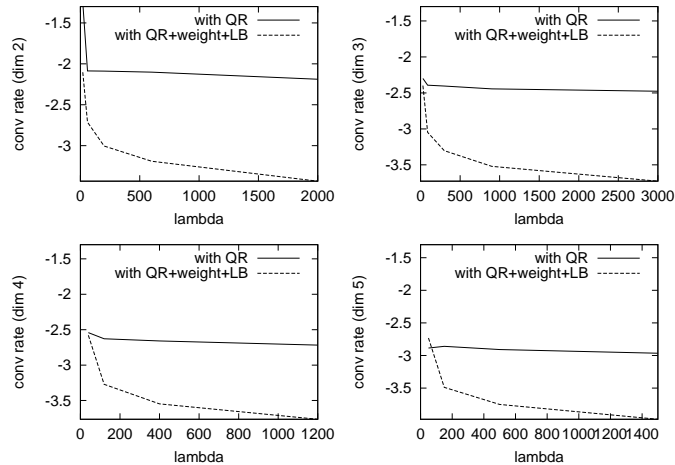 conv rate (dim 2)
-1.5
-2
-2.5
-3
0 500 1000 1500 2000
lambda
with QR
with QR+weight+LB
conv rate (dim 3)
-1.5
-2
-2.5
-3
-3.5
0 500 1000 1500 2000 2500 3000
lambda
with QR
with QR+weight+LB
conv rate (dim 4)
-1.5
-2
-2.5
-3
-3.5
0 200 400 600 800 1000 1200
lambda
with QR
with QR+weight+LB
conv rate (dim 5)
-1.5
-2
-2.5
-3
-3.5
0 200 400 600 800 1000 1200 1400
lambda
with QR
with QR+weight+LB